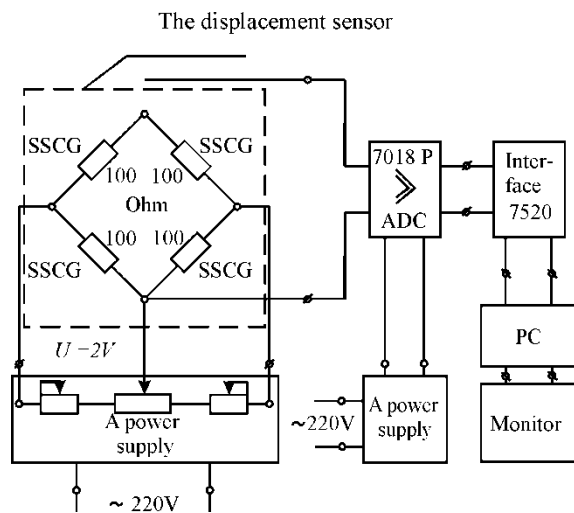 The displacement sensor
SSCG
SSCG
100 100
Ohm
100 100
SSCG
SSCG
7018 P
ADC
Inter-
face
7520
U =2V
PC
A power
supply
~ 220V
~220V
A power
supply
Monitor